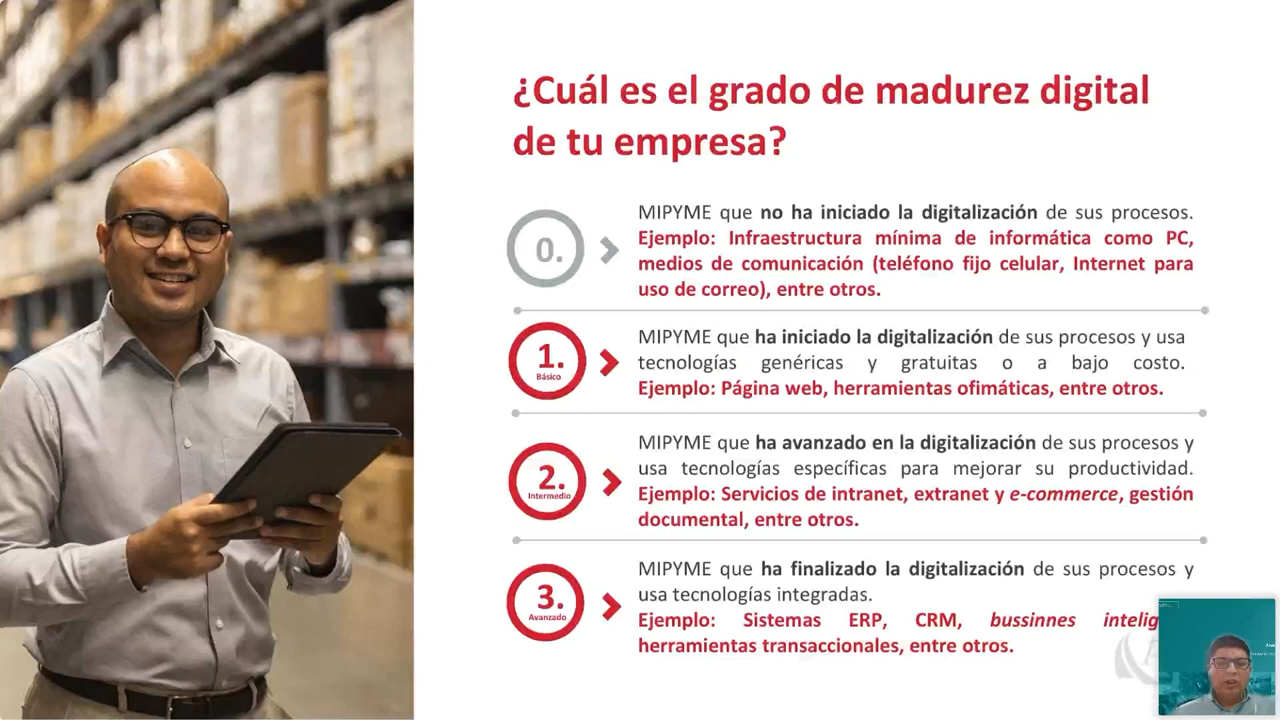 ¿Cuál es el grado de madurez digital
de tu empresa?
0.
MIPYME que no ha iniciado la digitalización de sus procesos.
Ejemplo: Infraestructura mínima de informática como PC,
medios de comunicación (teléfono fijo celular, Internet para
uso de correo), entre otros.
1.
Básico
MIPYME que ha iniciado la digitalización de sus procesos y usa
tecnologías genéricas y gratuitas o a bajo costo.
Ejemplo: Página web, herramientas ofimáticas, entre otros.
2.
Intermedio
MIPYME que ha avanzado en la digitalización de sus procesos y
usa tecnologías específicas para mejorar su productividad.
Ejemplo: Servicios de intranet, extranet y e-commerce, gestión
documental, entre otros.
3.
Avanzado
MIPYME que ha finalizado la digitalización de sus procesos y
usa tecnologías integradas.
Ejemplo: Sistemas ERP, CRM, bussinnes
herramientas transaccionales, entre otros.